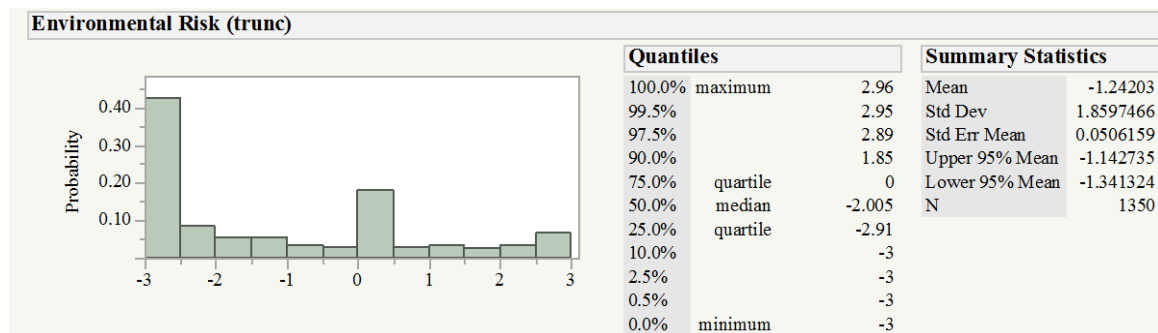 Environmental Risk (trunc)
Probability
0.40
0.30
0.20
0.10
-3 -2 -1 0 1 2 3
Quantiles
100.0% maximum 2.96
99.5% 2.95
97.5% 2.89
90.0% 1.85
75.0% quartile 0
50.0% median -2.005
25.0% quartile -2.91
10.0% -3
2.5% -3
0.5% -3
0.0% minimum -3
Summary Statistics
Mean -1.24203
Std Dev 1.8597466
Std Err Mean 0.0506159
Upper 95% Mean -1.142735
Lower 95% Mean -1.341324
N 1350